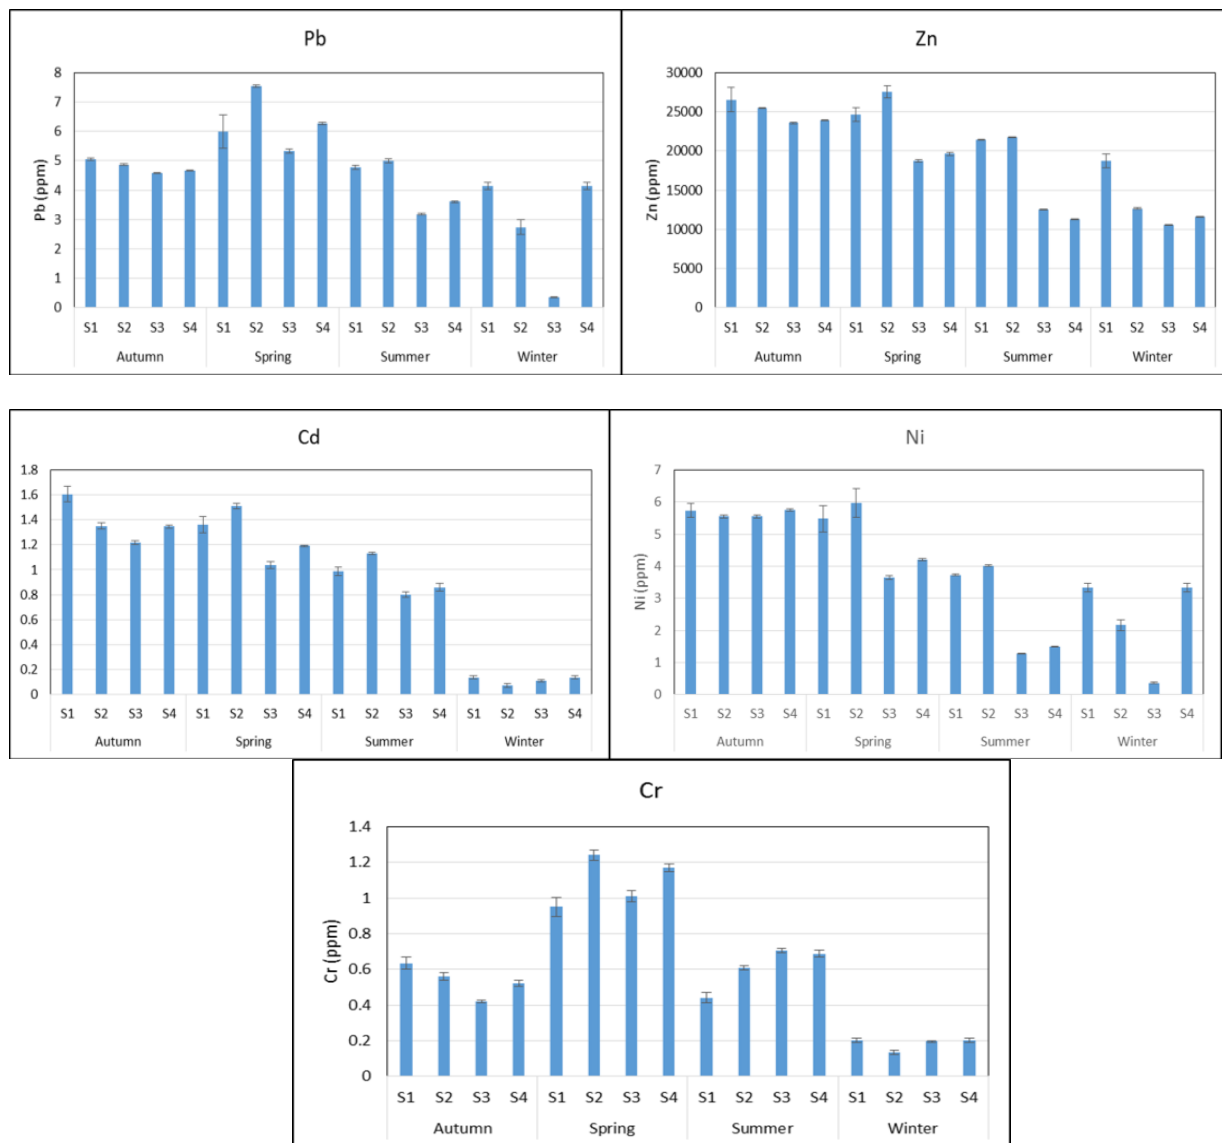 Pb
8
7
6
5
4
3
2
1
0
Pb (ppm)
S1 S2 S3 S4 S1 S2 S3 S4 S1 S2 S3 S4 S1 S2 S3 S4
Autumn Spring Summer Winter
Zn
30000
25000
20000
15000
10000
5000
0
Zn (ppm)
S1 S2 S3 S4 S1 S2 S3 S4 S1 S2 S3 S4 S1 S2 S3 S4
Autumn Spring Summer Winter
Cd
1.8
1.6
1.4
1.2
1
0.8
0.6
0.4
0.2
0
S1 S2 S3 S4 S1 S2 S3 S4 S1 S2 S3 S4 S1 S2 S3 S4
Autumn Spring Summer Winter
Ni
7
6
5
4
3
2
1
0
Ni (ppm)
S1 S2 S3 S4 S1 S2 S3 S4 S1 S2 S3 S4 S1 S2 S3 S4
Autumn Spring Summer Winter
Cr
1.4
1.2
1
0.8
0.6
0.4
0.2
0
Cr (ppm)
S1 S2 S3 S4 S1 S2 S3 S4 S1 S2 S3 S4 S1 S2 S3 S4
Autumn Spring Summer Winter